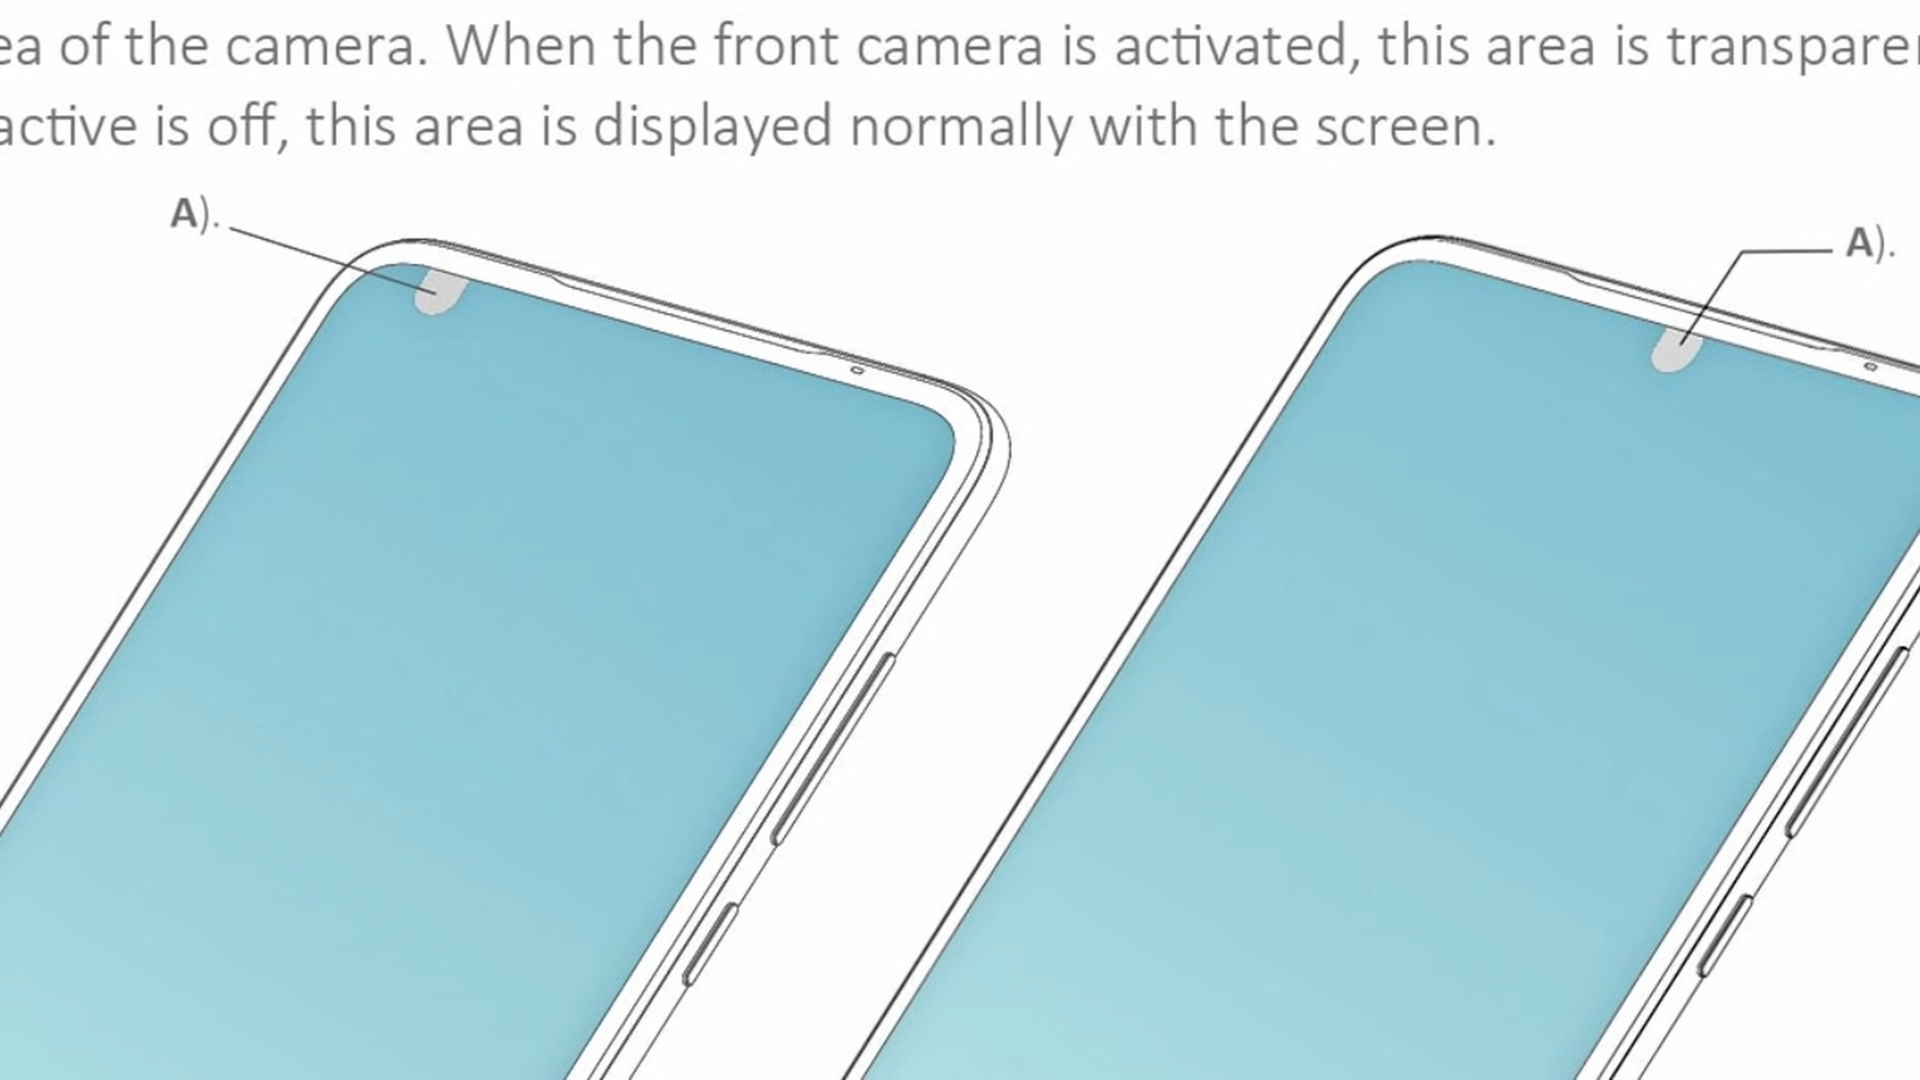 ea of the camera. When the front camera is activated, this area is transparen
active is off, this area is displayed normally with the screen.
A).
A).